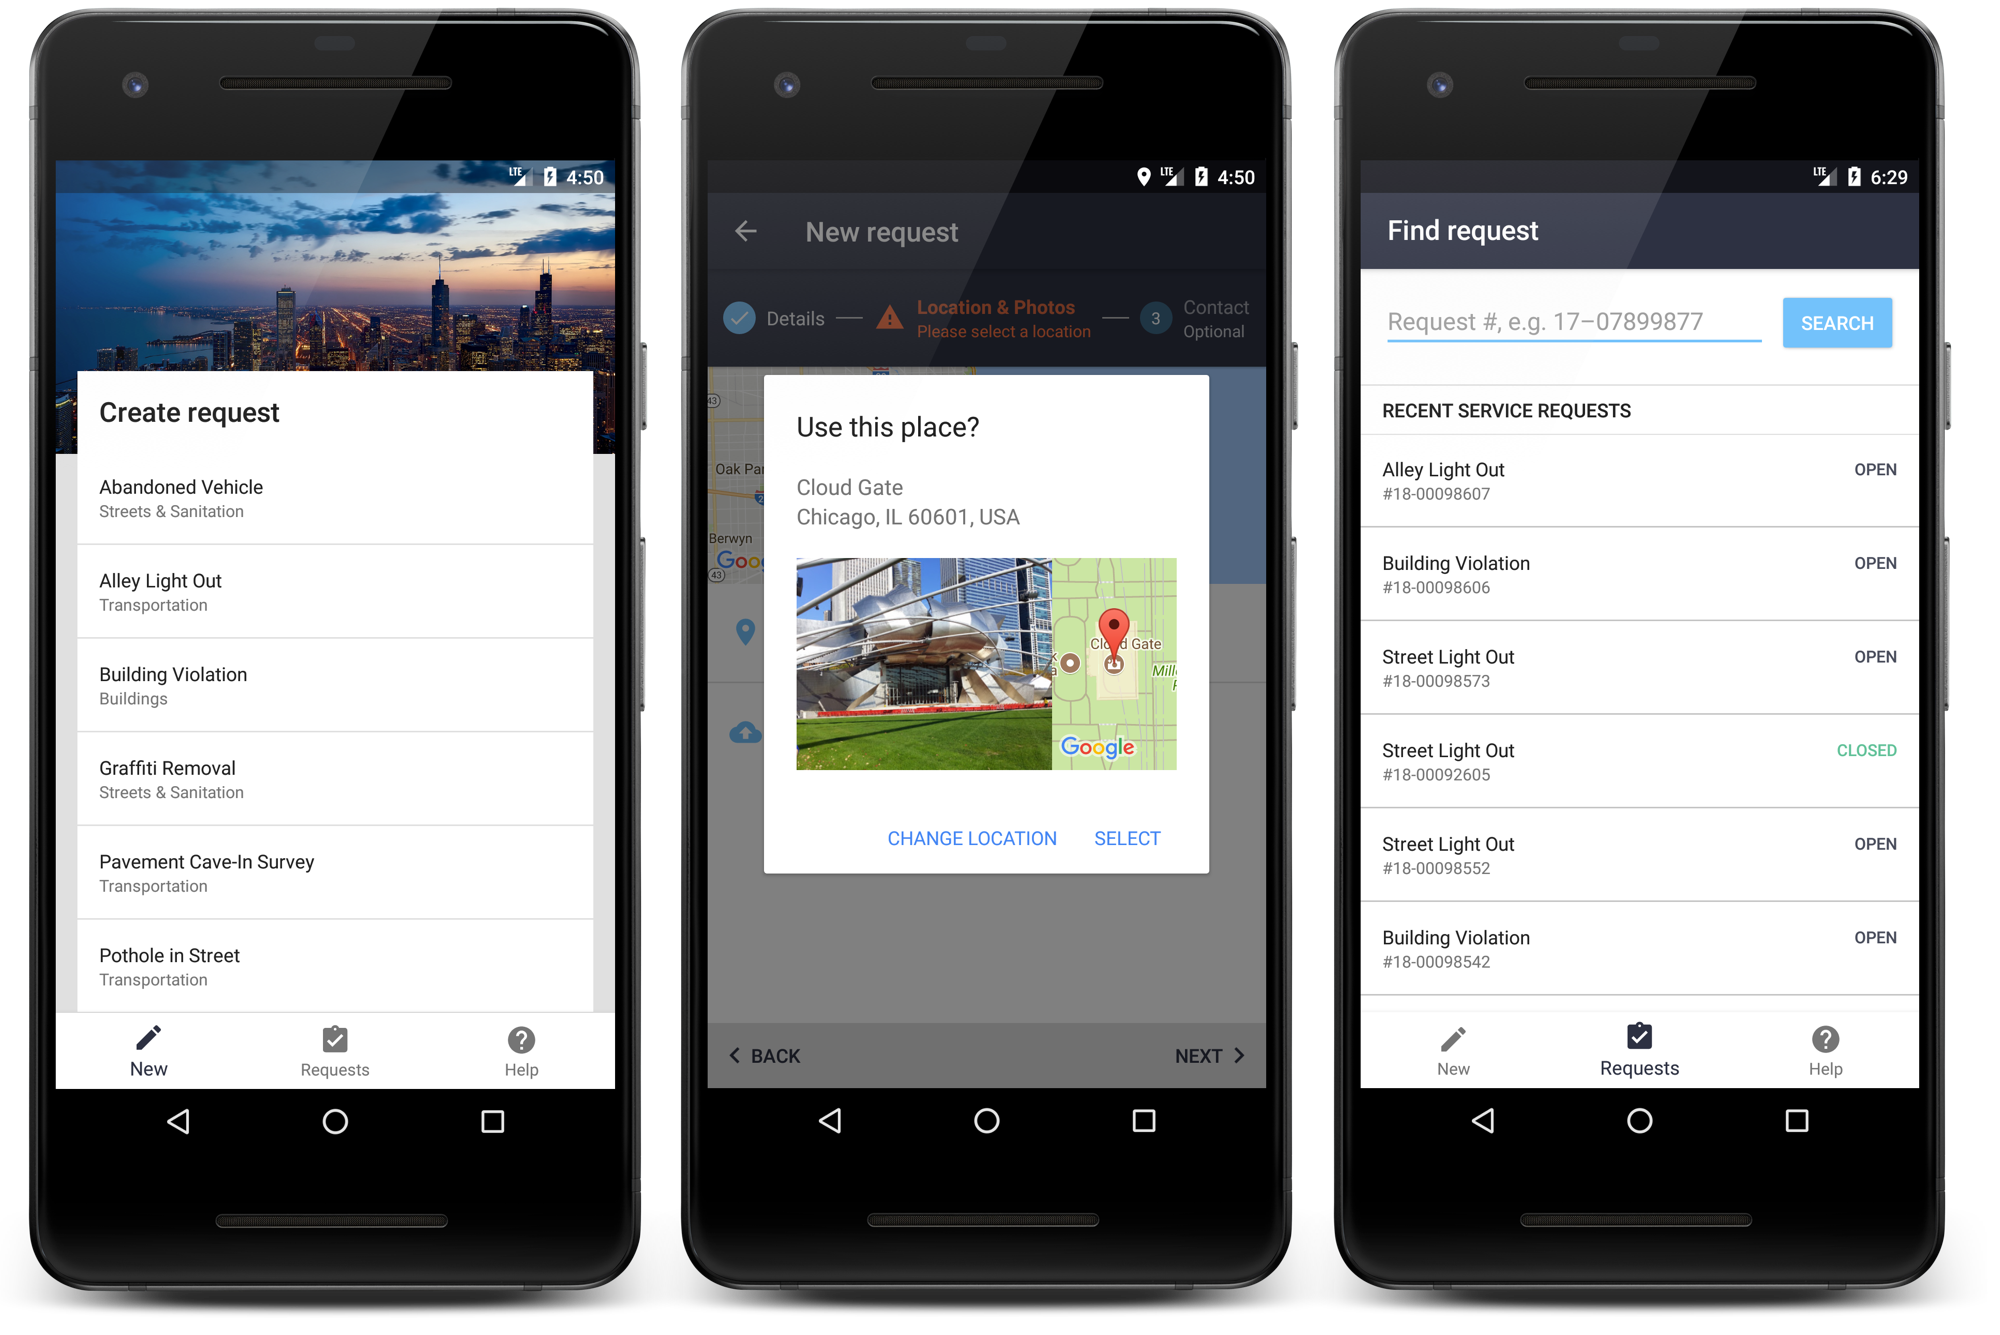 LTE 4:50
Create request
Abandoned Vehicle
Streets & Sanitation
Alley Light Out
Transportation
Building Violation
Buildings
Graffiti Removal
Streets & Sanitation
Pavement Cave-In Survey
Transportation
Pothole in Street
Transportation
New Requests Help
LTE 4:50
New request
Details
Location & Photos
Please select a location
3
Contact
Optional
43
Oak Par
Berwyn
Goog
43
Use this place?
Cloud Gate
Chicago, IL 60601, USA
Cloud Gate
Mill
Google
CHANGE LOCATION SELECT
BACK NEXT
LTE 6:29
Find request
Request #, e.g. 17–07899877
SEARCH
RECENT SERVICE REQUESTS
Alley Light Out OPEN
#18-00098607
Building Violation OPEN
#18-00098606
Street Light Out OPEN
#18-00098573
Street Light Out CLOSED
#18-00092605
Street Light Out OPEN
#18-00098552
Building Violation OPEN
#18-00098542
New Requests Help